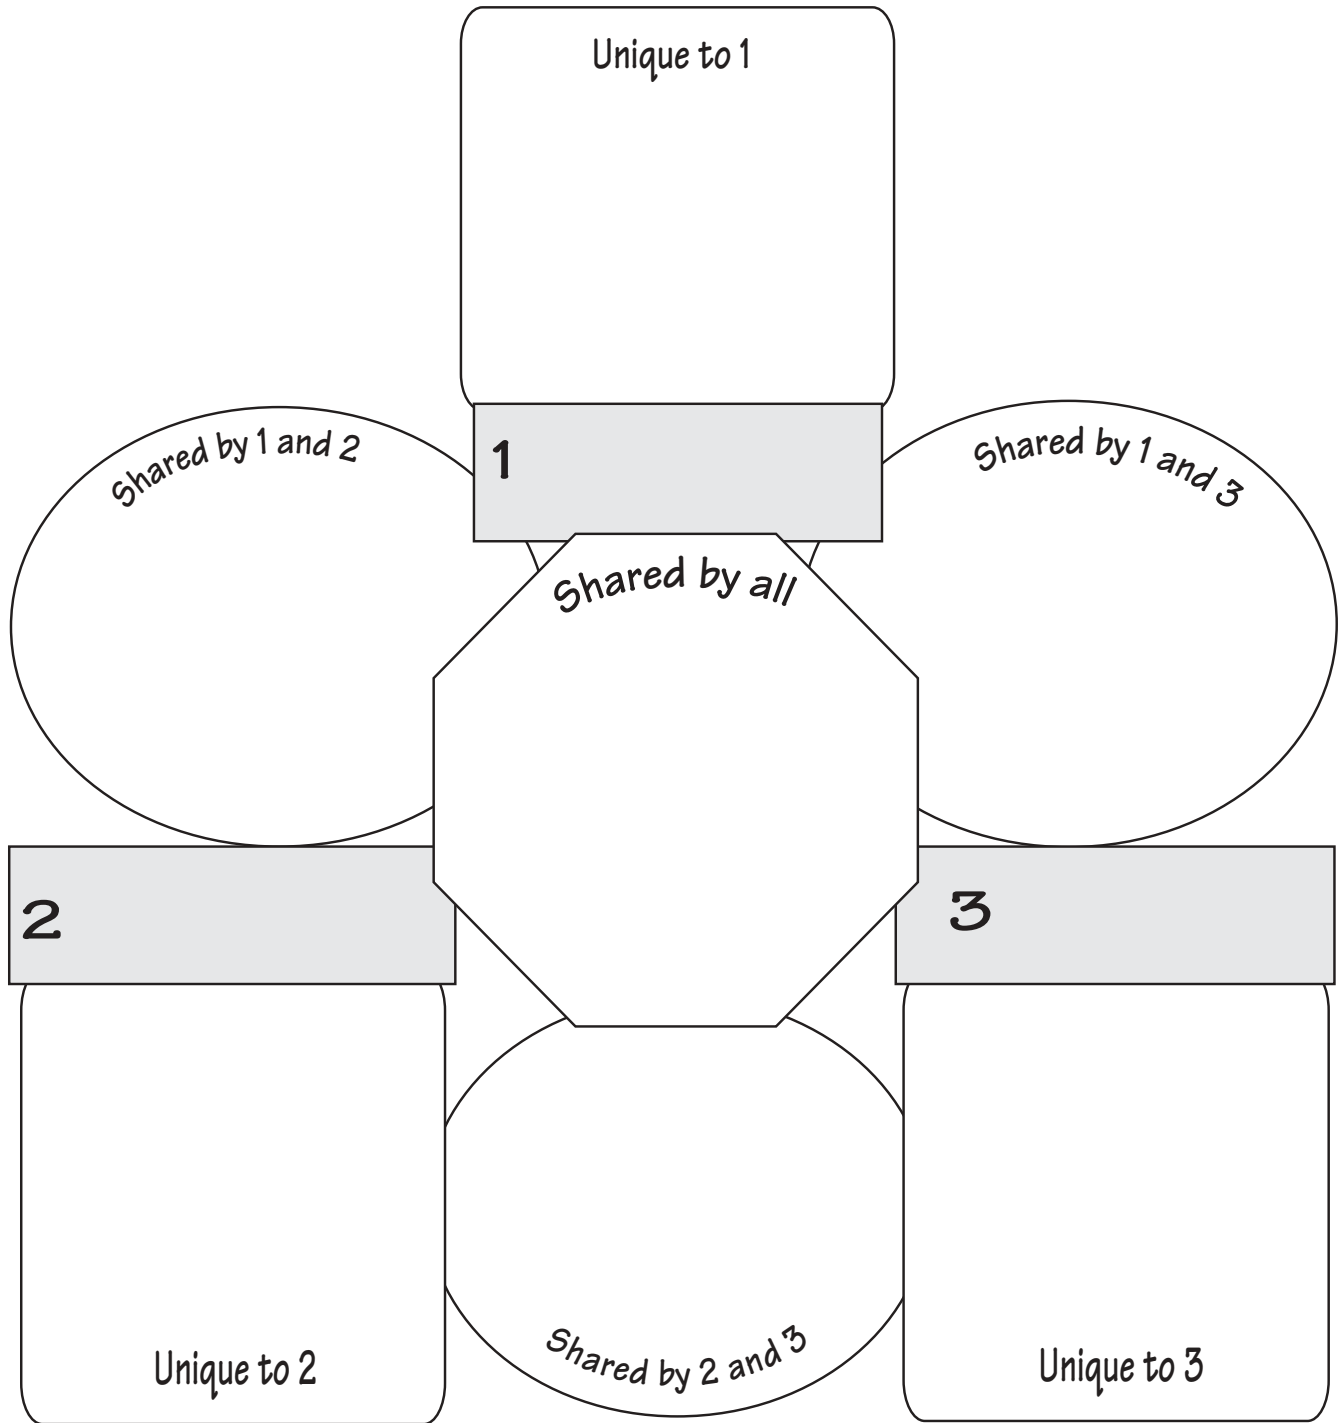 Unique to 1
Shared by 1 and 2
1
Shared by 1 and 3
Shared by all
2
3
Unique to 2
Shared by 2 and 3
Unique to 3